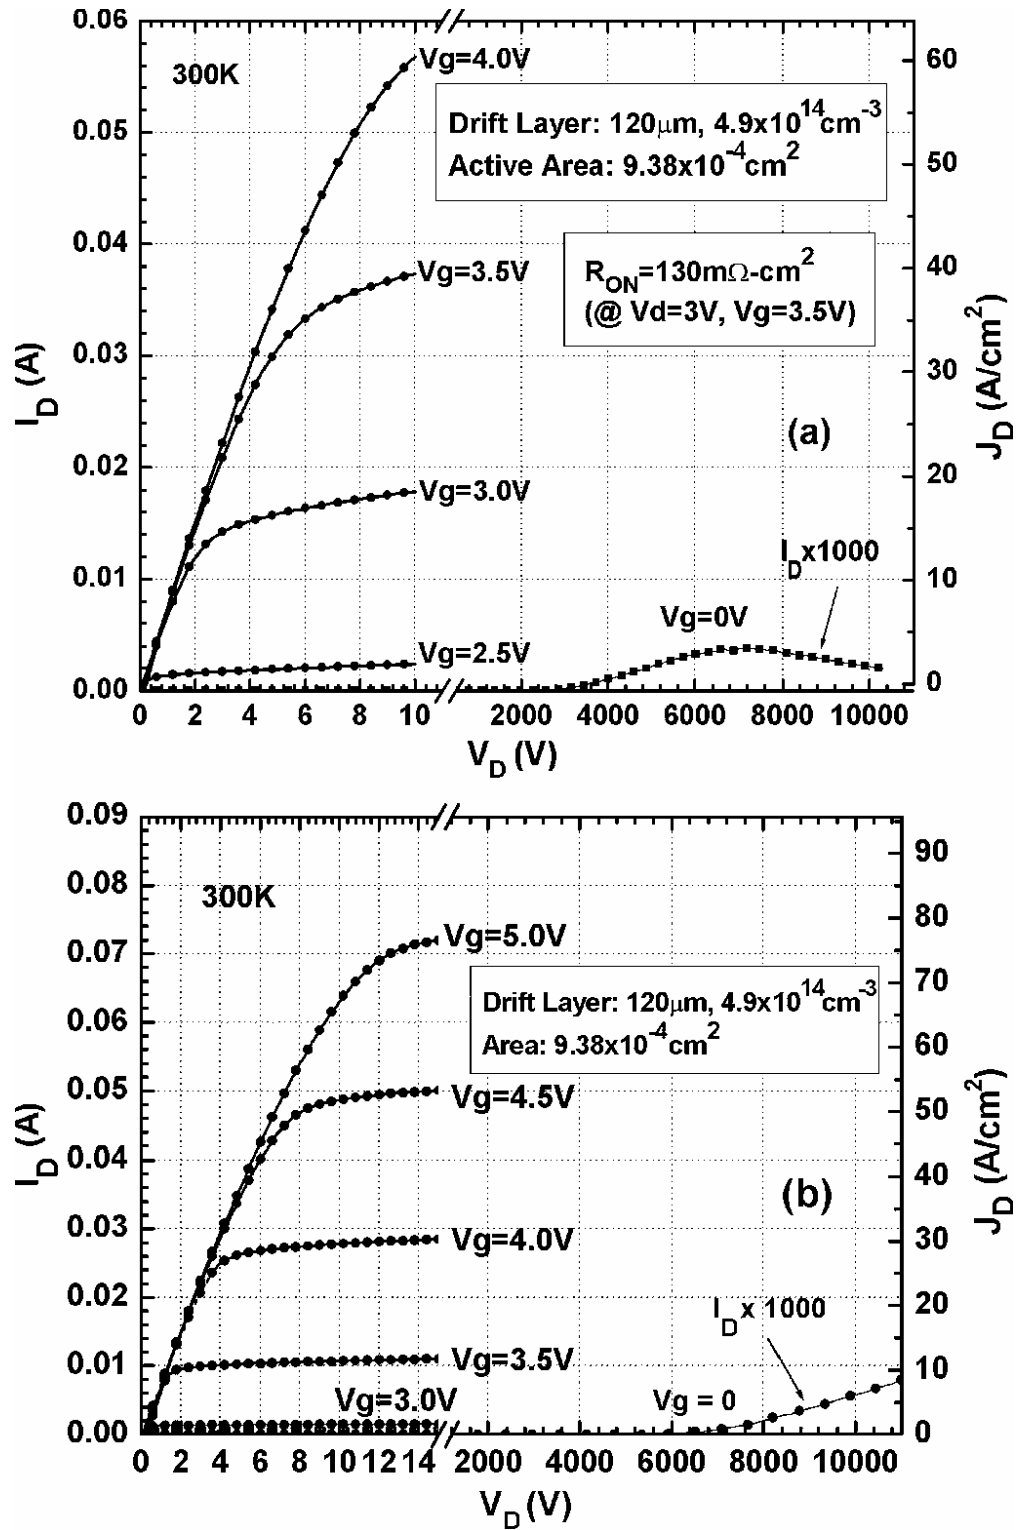 0.06
0.05
0.04
0.03
0.02
0.01
0.00
I_D (A)
300K
Vg=4.0V
Drift Layer: 120μm, 4.9x10^14cm^-3
Active Area: 9.38x10^-4cm^2
R_ON=130mΩ-cm^2
(@ Vd=3V, Vg=3.5V)
Vg=3.5V
(a)
Vg=3.0V
I_Dx1000
Vg=0V
Vg=2.5V
60
50
40
30
20
10
0
J_D (A/cm^2)
0 2 4 6 8 10 2000 4000 6000 8000 10000
V_D (V)
0.09
0.08
0.07
0.06
0.05
0.04
0.03
0.02
0.01
0.00
I_D (A)
300K
Vg=5.0V
Drift Layer: 120μm, 4.9x10^14cm^-3
Area: 9.38x10^-4cm^2
Vg=4.5V
(b)
Vg=4.0V
I_Dx 1000
Vg=3.5V
Vg=3.0V
Vg = 0
90
80
70
60
50
40
30
20
10
0
J_D (A/cm^2)
0 2 4 6 8 10 12 14 2000 4000 6000 8000 10000
V_D (V)